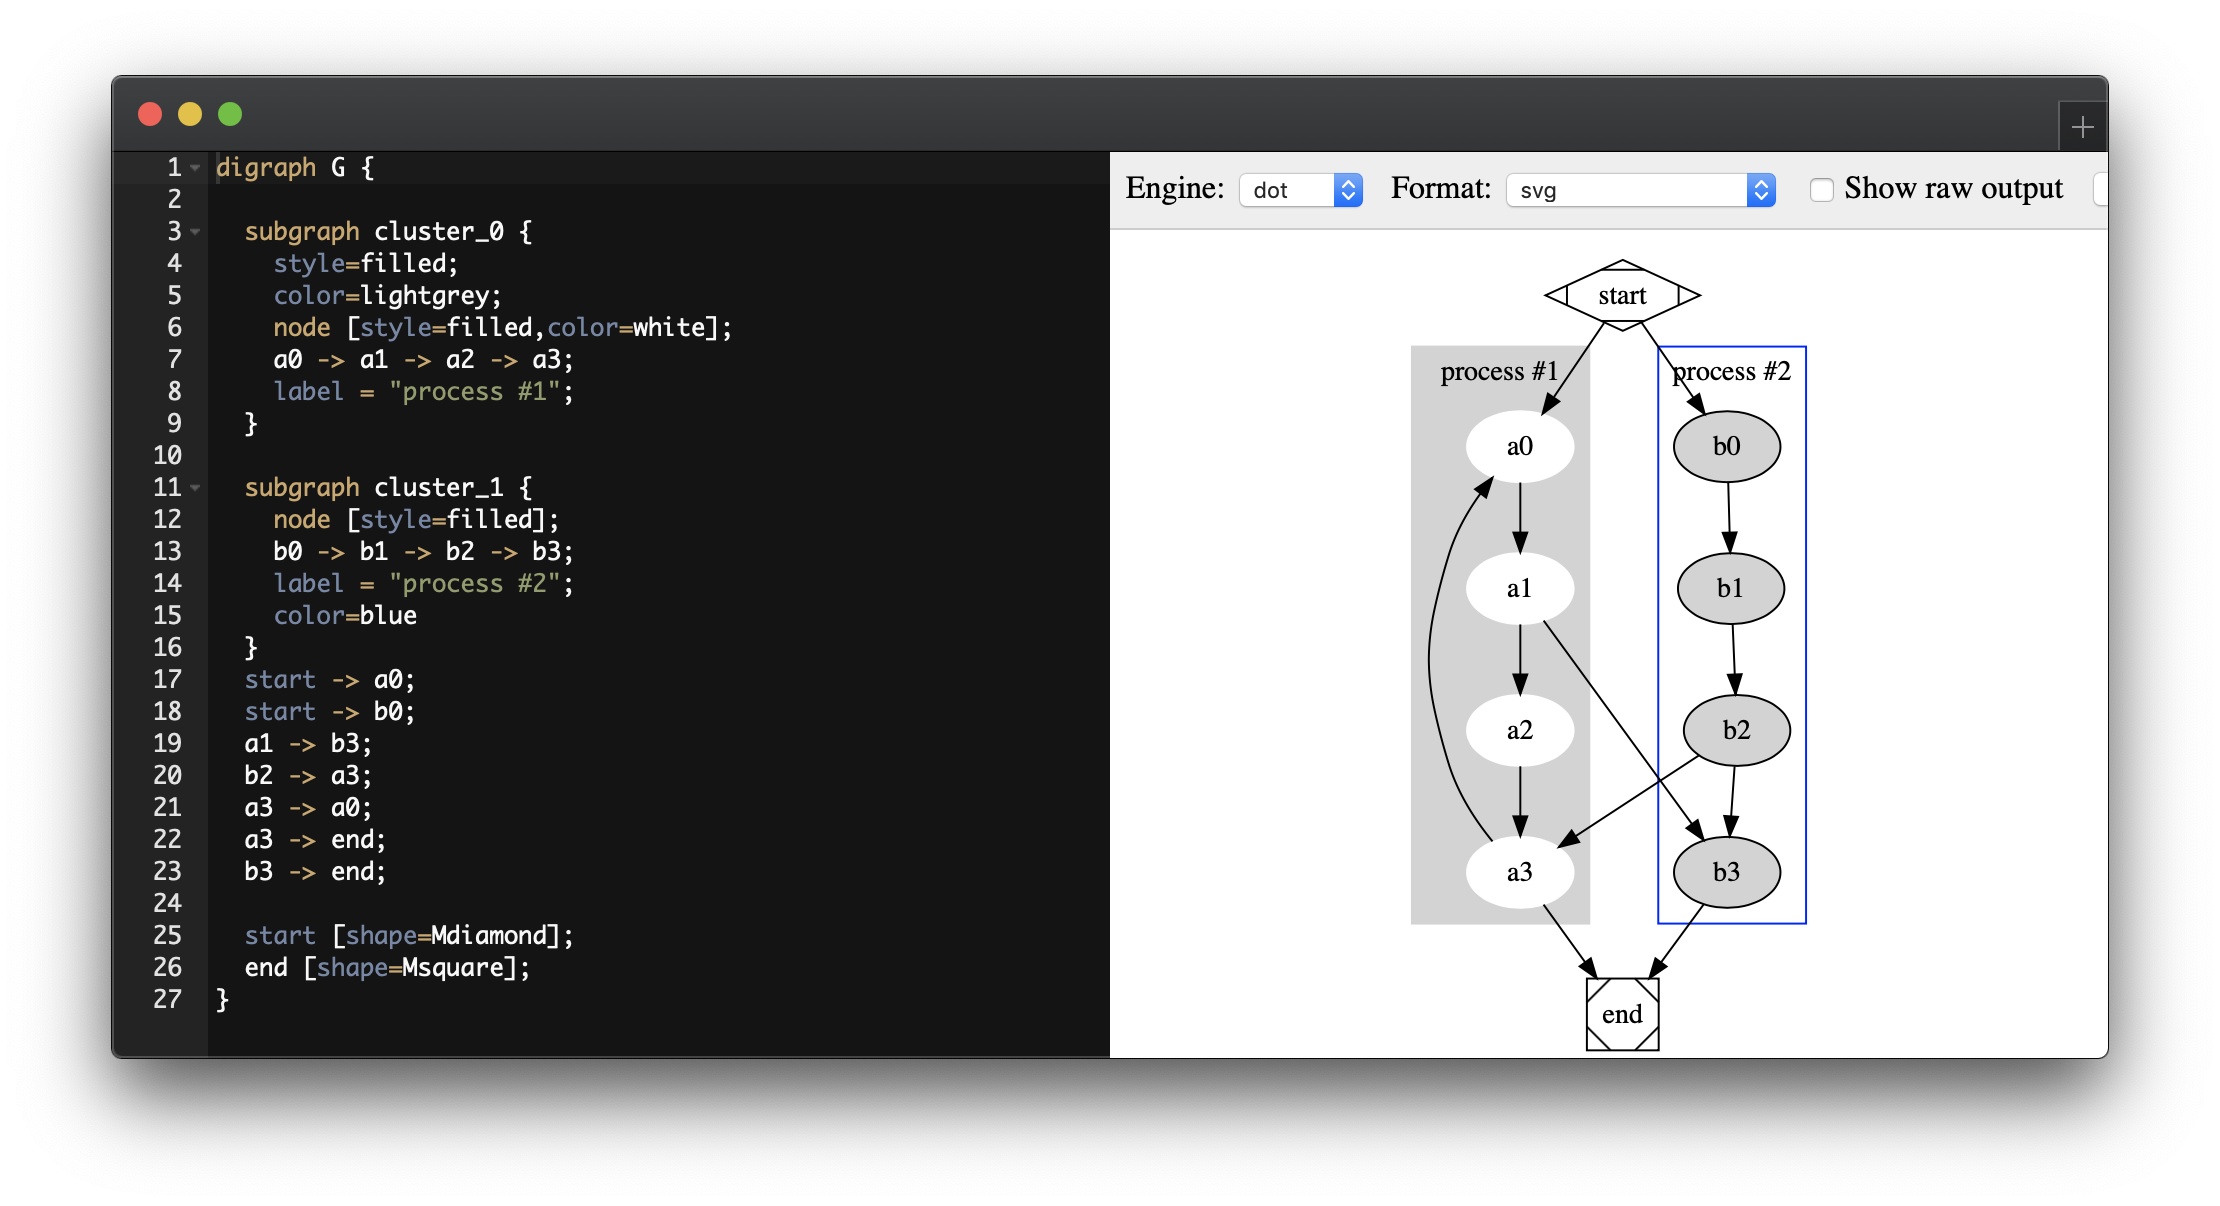 1 digraph G {
2
3   subgraph cluster_0 {
4     style=filled;
5     color=lightgrey;
6     node [style=filled,color=white];
7     a0 -> a1 -> a2 -> a3;
8     label = "process #1";
9   }
10
11   subgraph cluster_1 {
12     node [style=filled];
13     b0 -> b1 -> b2 -> b3;
14     label = "process #2";
15     color=blue
16   }
17   start -> a0;
18   start -> b0;
19   a1 -> b3;
20   b2 -> a3;
21   a3 -> a0;
22   a3 -> end;
23   b3 -> end;
24
25   start [shape=Mdiamond];
26   end [shape=Msquare];
27 }
Engine: dot Format: svg Show raw output
start
process #1 process #2
a0 b0
a1 b1
a2 b2
a3 b3
end